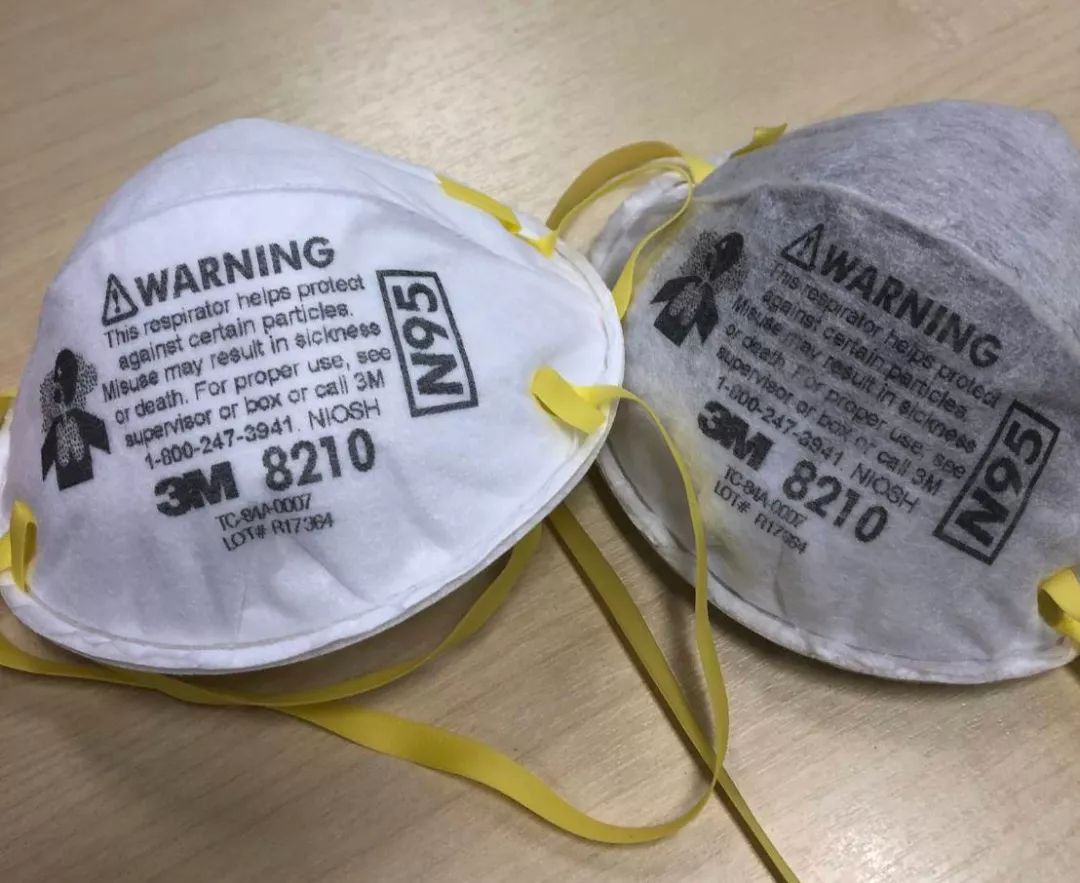 WARNING
This respirator helps protect
against certain particles.
Misuse may result in sickness
or death. For proper use, see
supervisor or box or call 3M
1-800-247-3941. NIOSH
3M 8210
TC-84A-0007
LOT# R17364
N95
WARNING
This respirator helps protect
against certain particles.
Misuse may result in sickness
or death. For proper use, see
supervisor or box or call 3M
1-800-247-3941. NIOSH
3M 8210
TC-84A-0007
LOT# R17364
N95